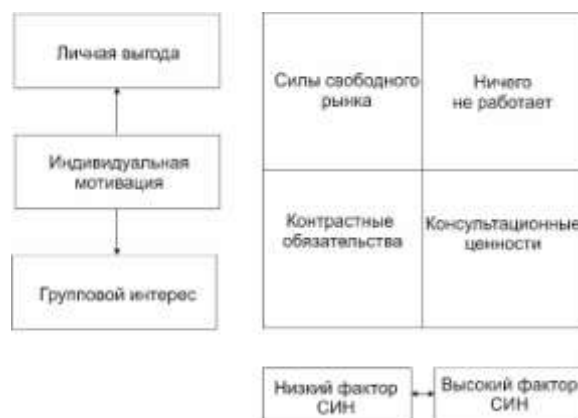 Личная выгода
Индивидуальная
мотивация
Групповой интерес
Силы свободного
рынка
Ничего
не работает
Контрастные
обязательства
Консультационные
ценности
Низкий фактор
СИН
Высокий фактор
СИН